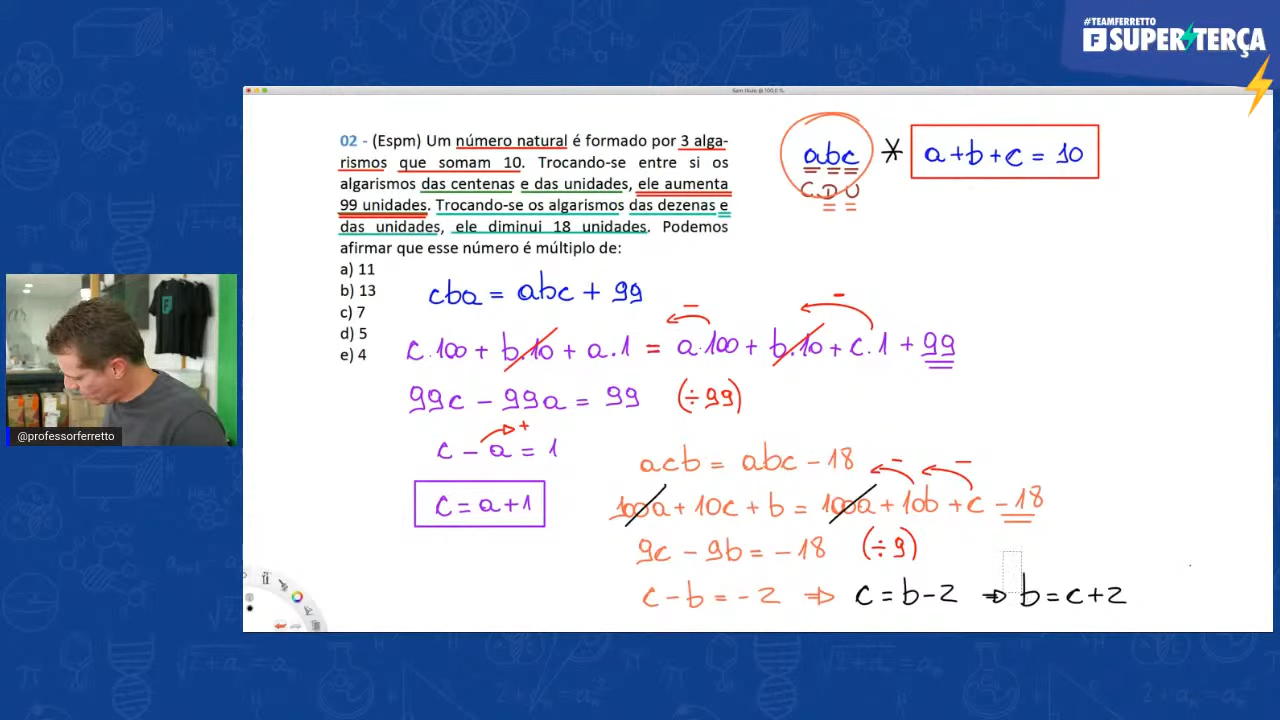 #TEAMFERRETTO
F SUPER TERÇA
Sem título @ 100,0 %
02 - (Espm) Um número natural é formado por 3 alga-
rismos que somam 10. Trocando-se entre si os
algarismos das centenas e das unidades, ele aumenta
99 unidades. Trocando-se os algarismos das dezenas e
das unidades, ele diminui 18 unidades. Podemos
afirmar que esse número é múltiplo de:
a) 11
b) 13
c) 7
d) 5
e) 4
abc * a+b+c = 10
C D U
cba = abc + 99
c.100 + b.10 + a.1 = a.100 + b.10 + c.1 + 99
99c - 99a = 99 (÷99)
c - a = 1
c = a+1
acb = abc - 18
100a + 10c + b = 100a + 10b + c - 18
9c - 9b = -18 (÷9)
c - b = -2 ⇒ c = b-2 ⇒ b = c+2
@professorferretto